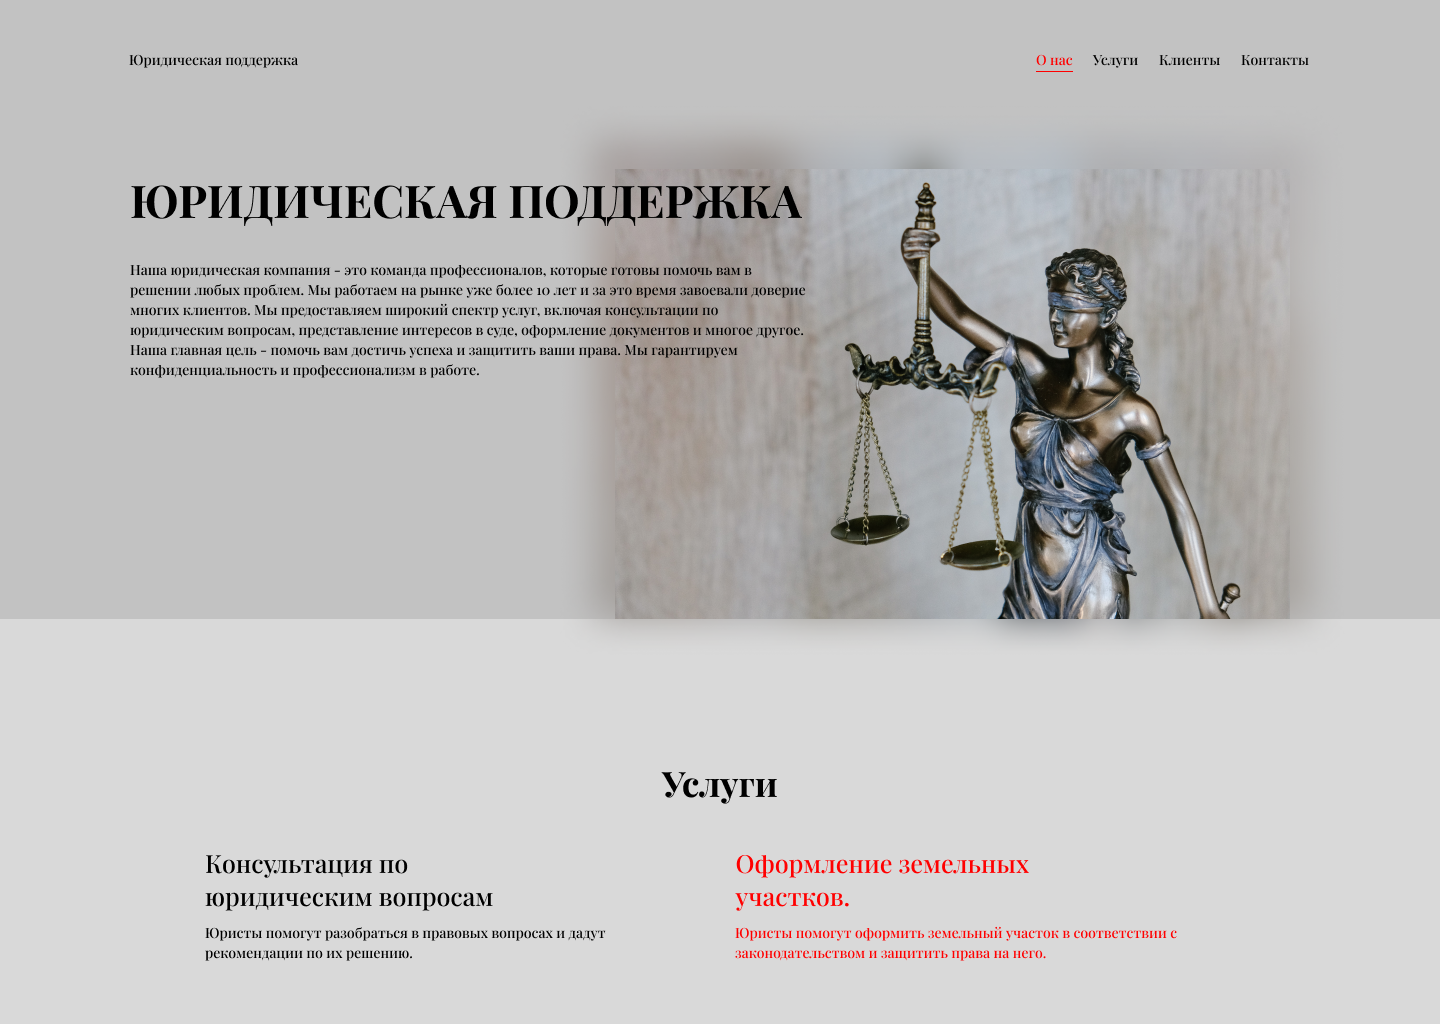 Юридическая поддержка
О нас Услуги Клиенты Контакты
ЮРИДИЧЕСКАЯ ПОДДЕРЖКА
Наша юридическая компания - это команда профессионалов, которые готовы помочь вам в
решении любых проблем. Мы работаем на рынке уже более 10 лет и за это время завоевали доверие
многих клиентов. Мы предоставляем широкий спектр услуг, включая консультации по
юридическим вопросам, представление интересов в суде, оформление документов и многое другое.
Наша главная цель - помочь вам достичь успеха и защитить ваши права. Мы гарантируем
конфиденциальность и профессионализм в работе.
Услуги
Консультация по
юридическим вопросам
Юристы помогут разобраться в правовых вопросах и дадут
рекомендации по их решению.
Оформление земельных
участков.
Юристы помогут оформить земельный участок в соответствии с
законодательством и защитить права на него.